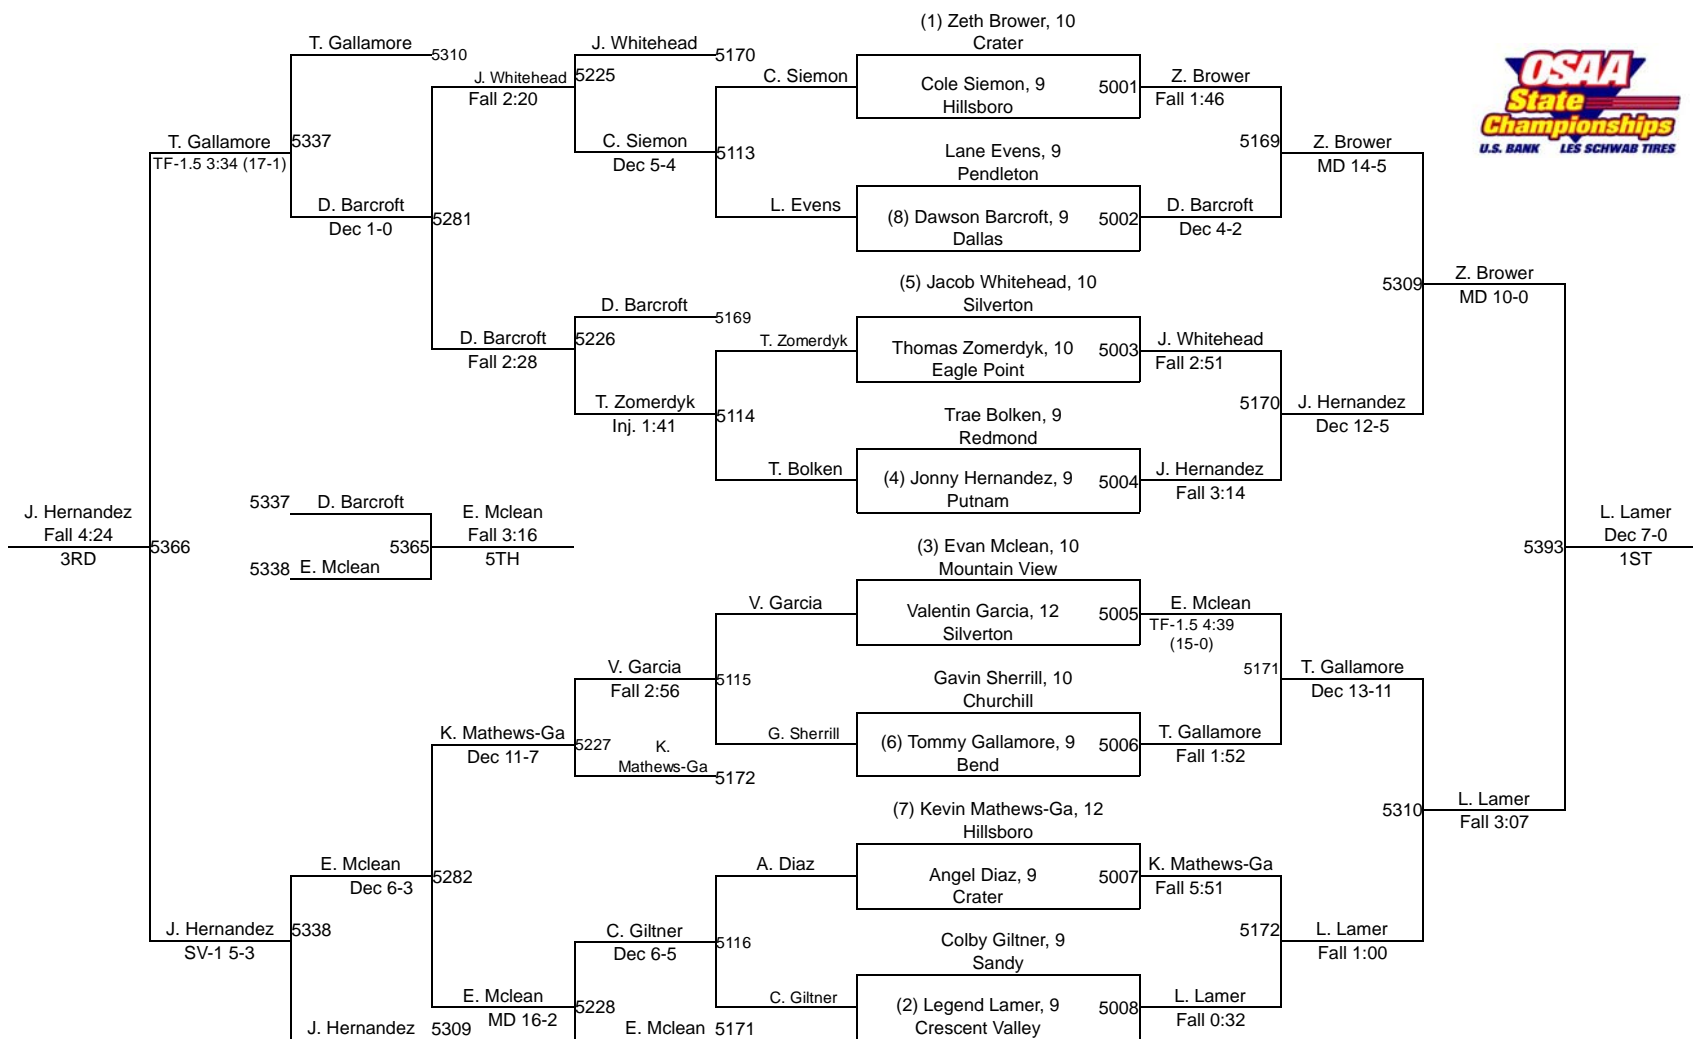 (1) Zeth Brower, 10
Crater
T. Gallamore
5310
J. Whitehead
5170
C. Siemon
Cole Siemon, 9
Hillsboro
5001
Z. Brower
Fall 1:46
J. Whitehead
Fall 2:20
5225
OSAA
State
Championships
U.S. BANK LES SCHWAB TIRES
T. Gallamore
TF-1.5 3:34 (17-1)
5337
C. Siemon
Dec 5-4
5113
Lane Evens, 9
Pendleton
5169
Z. Brower
MD 14-5
D. Barcroft
Dec 1-0
5281
L. Evens
(8) Dawson Barcroft, 9
Dallas
5002
D. Barcroft
Dec 4-2
(5) Jacob Whitehead, 10
Silverton
5309
Z. Brower
MD 10-0
D. Barcroft
5169
D. Barcroft
Fall 2:28
5226
T. Zomerdyk
Thomas Zomerdyk, 10
Eagle Point
5003
J. Whitehead
Fall 2:51
T. Zomerdyk
Inj. 1:41
5114
Trae Bolken, 9
Redmond
5170
J. Hernandez
Dec 12-5
T. Bolken
(4) Jonny Hernandez, 9
Putnam
5004
J. Hernandez
Fall 3:14
J. Hernandez
Fall 4:24
3RD
5366
5337
D. Barcroft
5338
E. Mclean
5365
E. Mclean
Fall 3:16
5TH
(3) Evan Mclean, 10
Mountain View
5393
L. Lamer
Dec 7-0
1ST
V. Garcia
Valentin Garcia, 12
Silverton
5005
E. Mclean
TF-1.5 4:39
(15-0)
V. Garcia
Fall 2:56
5115
Gavin Sherrill, 10
Churchill
5171
T. Gallamore
Dec 13-11
K. Mathews-Ga
Dec 11-7
5227
K.
Mathews-Ga
5172
G. Sherrill
(6) Tommy Gallamore, 9
Bend
5006
T. Gallamore
Fall 1:52
(7) Kevin Mathews-Ga, 12
Hillsboro
5310
L. Lamer
Fall 3:07
E. Mclean
Dec 6-3
5282
A. Diaz
Angel Diaz, 9
Crater
5007
K. Mathews-Ga
Fall 5:51
J. Hernandez
SV-1 5-3
5338
C. Giltner
Dec 6-5
5116
Colby Giltner, 9
Sandy
5172
L. Lamer
Fall 1:00
E. Mclean
MD 16-2
5228
C. Giltner
(2) Legend Lamer, 9
Crescent Valley
5008
L. Lamer
Fall 0:32
J. Hernandez
5309
E. Mclean
5171